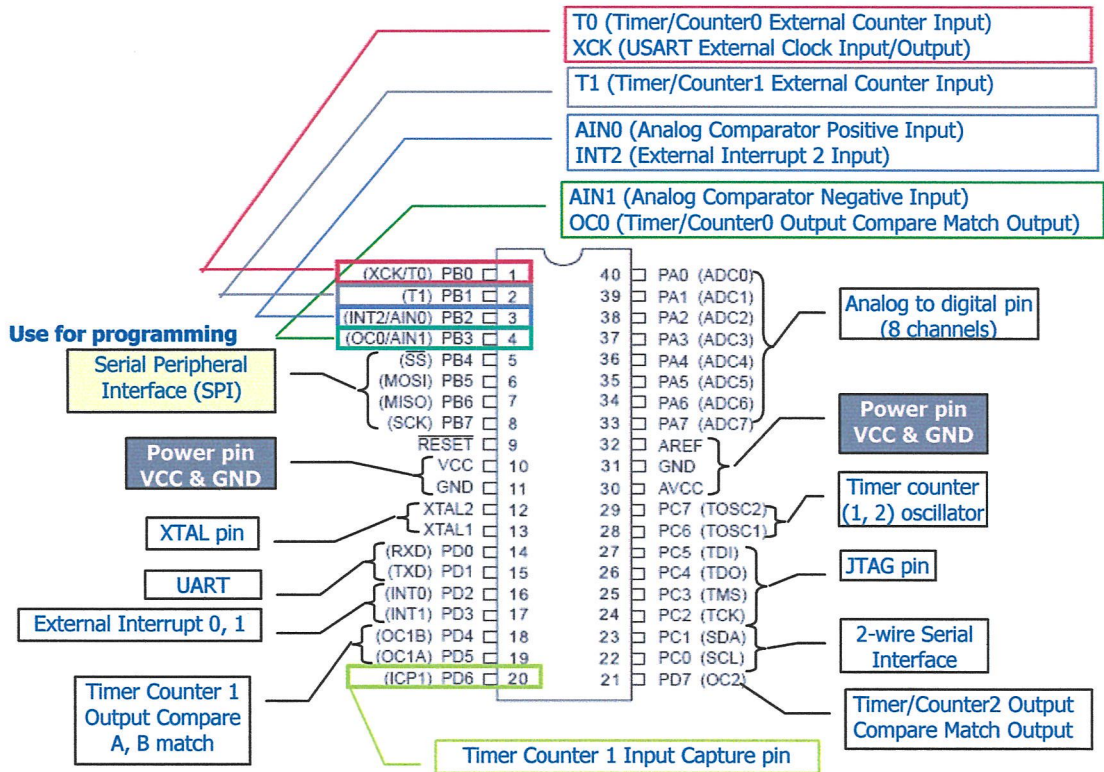 T0 (Timer/Counter0 External Counter Input)
XCK (USART External Clock Input/Output)
T1 (Timer/Counter1 External Counter Input)
AIN0 (Analog Comparator Positive Input)
INT2 (External Interrupt 2 Input)
AIN1 (Analog Comparator Negative Input)
OC0 (Timer/Counter0 Output Compare Match Output)
(XCK/T0) PB0 1
(T1) PB1 2
(INT2/AIN0) PB2 3
(OC0/AIN1) PB3 4
(SS) PB4 5
(MOSI) PB5 6
(MISO) PB6 7
(SCK) PB7 8
RESET 9
VCC 10
GND 11
XTAL2 12
XTAL1 13
(RXD) PD0 14
(TXD) PD1 15
(INT0) PD2 16
(INT1) PD3 17
(OC1B) PD4 18
(OC1A) PD5 19
(ICP1) PD6 20
40 PA0 (ADC0)
39 PA1 (ADC1)
38 PA2 (ADC2)
37 PA3 (ADC3)
36 PA4 (ADC4)
35 PA5 (ADC5)
34 PA6 (ADC6)
33 PA7 (ADC7)
32 AREF
31 GND
30 AVCC
29 PC7 (TOSC2)
28 PC6 (TOSC1)
27 PC5 (TDI)
26 PC4 (TDO)
25 PC3 (TMS)
24 PC2 (TCK)
23 PC1 (SDA)
22 PC0 (SCL)
21 PD7 (OC2)
Use for programming
Serial Peripheral
Interface (SPI)
Power pin
VCC & GND
XTAL pin
UART
External Interrupt 0, 1
Timer Counter 1
Output Compare
A, B match
Analog to digital pin
(8 channels)
Power pin
VCC & GND
Timer counter
(1, 2) oscillator
JTAG pin
2-wire Serial
Interface
Timer/Counter2 Output
Compare Match Output
Timer Counter 1 Input Capture pin